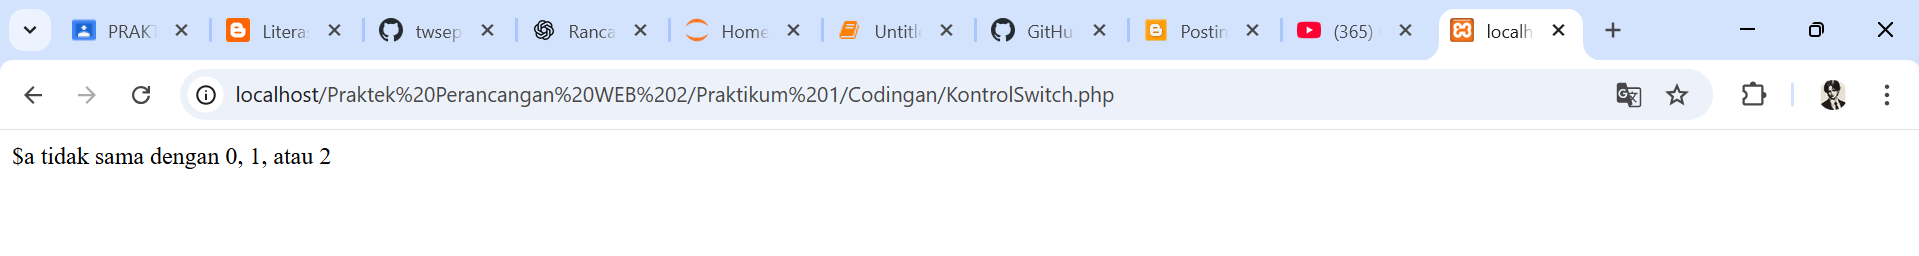 PRAKT
Litera
twsep
Ranca
Home
Untitle
GitHu
Postin
(365)
localh
localhost/Praktek%20Perancangan%20WEB%202/Praktikum%201/Codingan/KontrolSwitch.php
$a tidak sama dengan 0, 1, atau 2